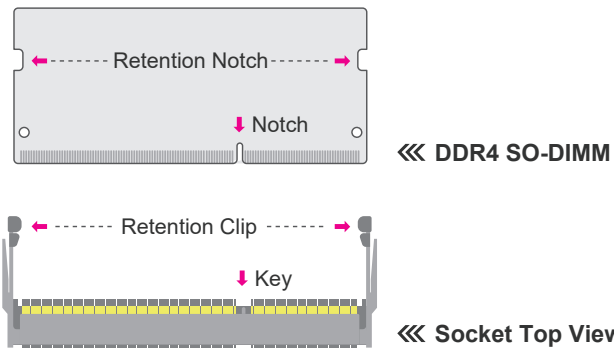 Retention Notch
Notch
DDR4 SO-DIMM
Retention Clip
Key
Socket Top View